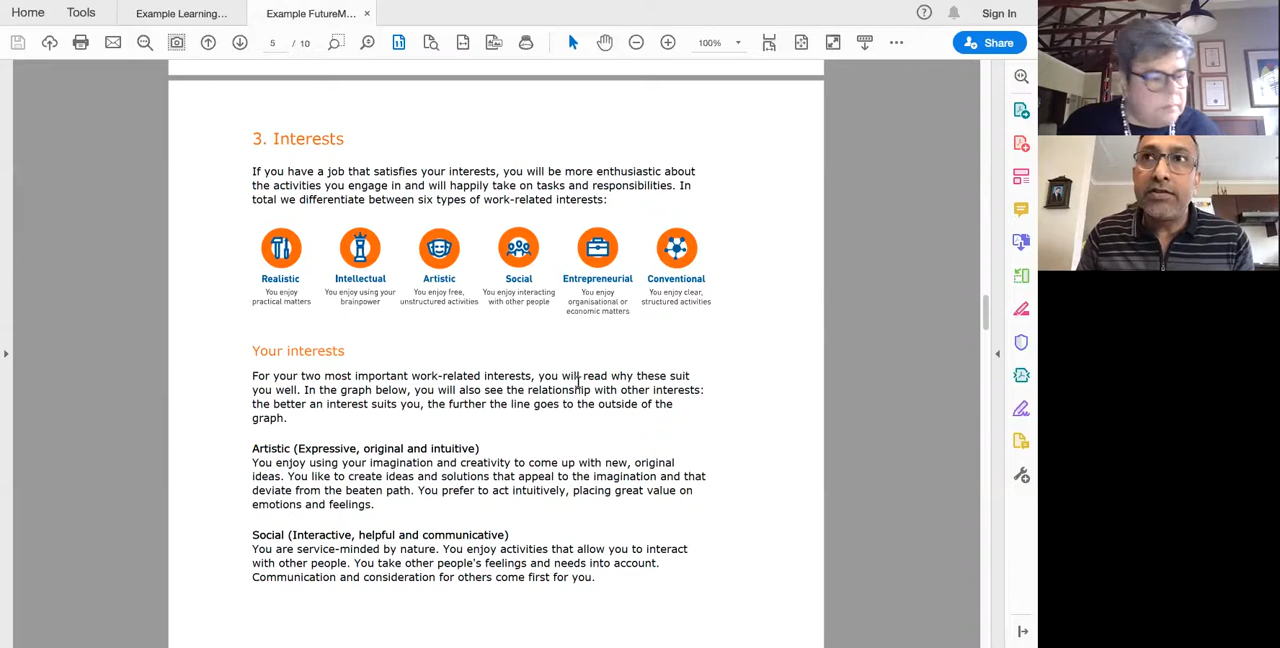 Home Tools Example Learning... Example FutureM... × Sign In
5 / 10 100% Share
3. Interests
If you have a job that satisfies your interests, you will be more enthusiastic about
the activities you engage in and will happily take on tasks and responsibilities. In
total we differentiate between six types of work-related interests:
Realistic Intellectual Artistic Social Entrepreneurial Conventional
You enjoy You enjoy using your You enjoy free, You enjoy interacting You enjoy You enjoy clear,
practical matters brainpower unstructured activities with other people organisational or structured activities
economic matters
Your interests
For your two most important work-related interests, you will read why these suit
you well. In the graph below, you will also see the relationship with other interests:
the better an interest suits you, the further the line goes to the outside of the
graph.
Artistic (Expressive, original and intuitive)
You enjoy using your imagination and creativity to come up with new, original
ideas. You like to create ideas and solutions that appeal to the imagination and that
deviate from the beaten path. You prefer to act intuitively, placing great value on
emotions and feelings.
Social (Interactive, helpful and communicative)
You are service-minded by nature. You enjoy activities that allow you to interact
with other people. You take other people's feelings and needs into account.
Communication and consideration for others come first for you.